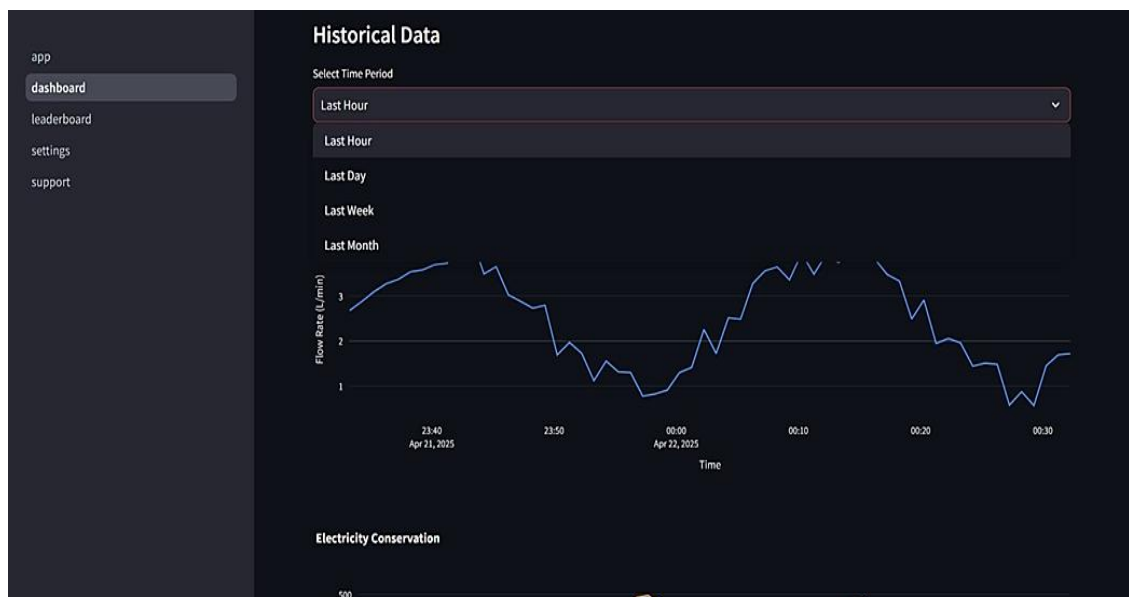 app
dashboard
leaderboard
settings
support
Historical Data
Select Time Period
Last Hour
Last Hour
Last Day
Last Week
Last Month
Flow Rate (L/min)
3
2
1
23:40 23:50 00:00 00:10 00:20 00:30
Apr 21, 2025 Apr 22, 2025
Time
Electricity Conservation
500